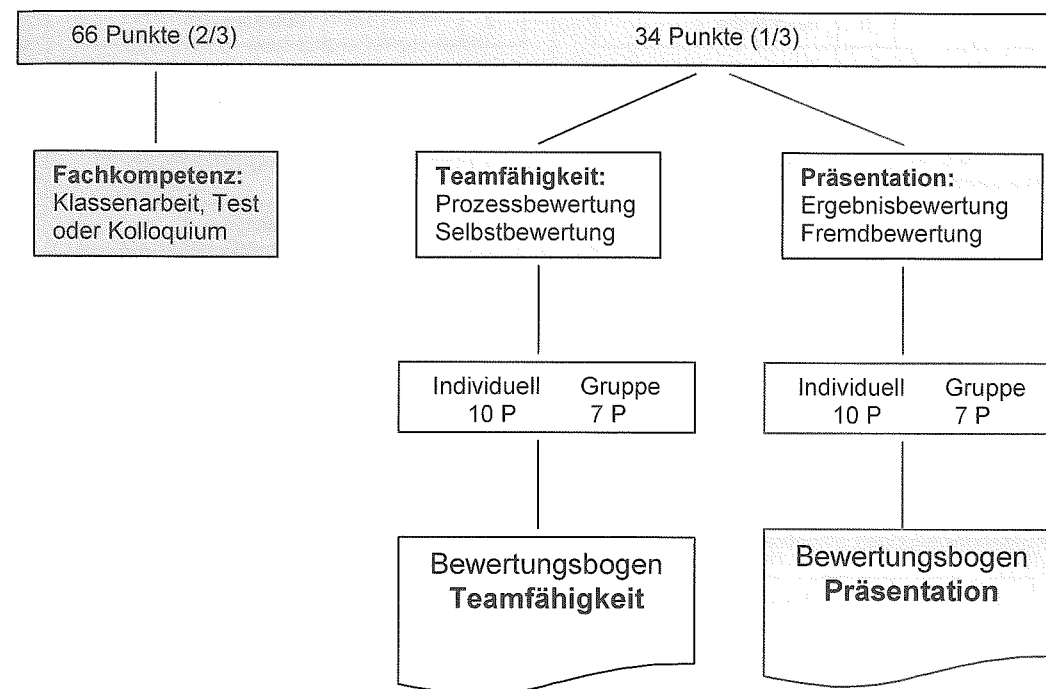 66 Punkte (2/3)
34 Punkte (1/3)
Fachkompetenz:
Klassenarbeit, Test
oder Kolloquium
Teamfähigkeit:
Prozessbewertung
Selbstbewertung
Präsentation:
Ergebnisbewertung
Fremdbewertung
Individuell Gruppe
10 P 7 P
Individuell Gruppe
10 P 7 P
Bewertungsbogen
Teamfähigkeit
Bewertungsbogen
Präsentation